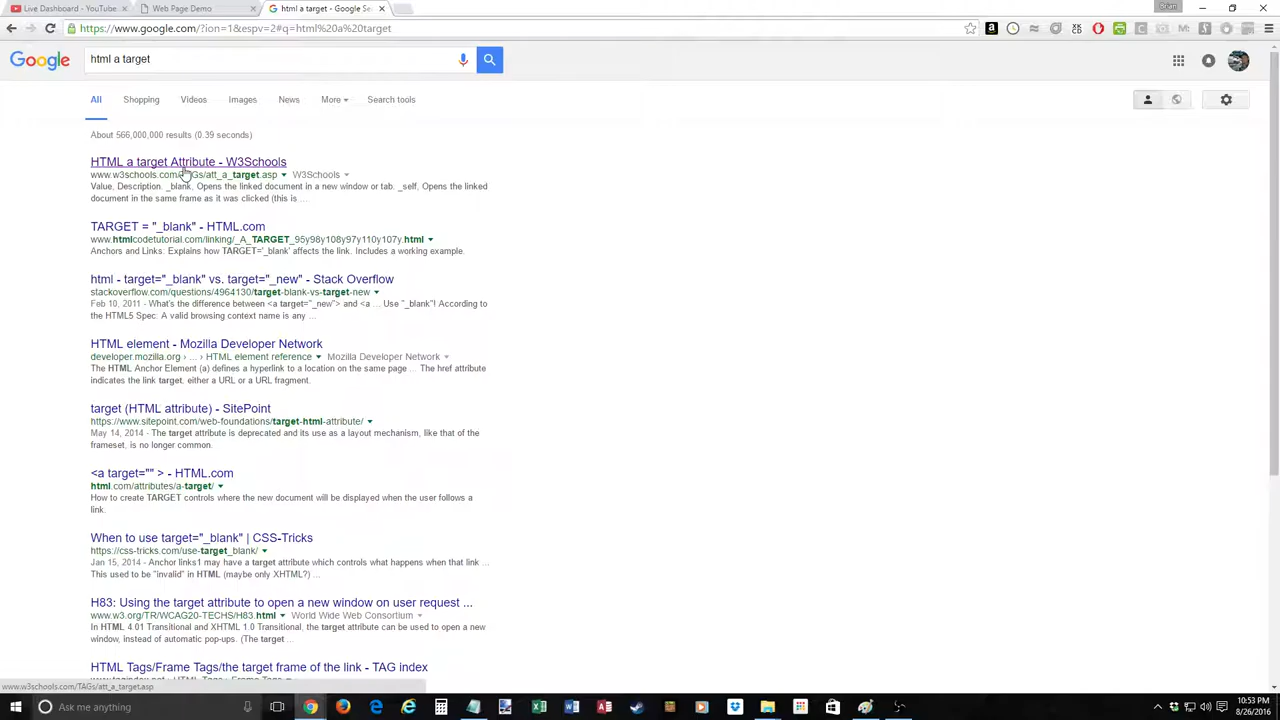 Live Dashboard - YouTube
Web Page Demo
html a target - Google Se
Brian
https://www.google.com/?ion=1&espv=2#q=html%20a%20target
Google
html a target
All Shopping Videos Images News More Search tools
About 566,000,000 results (0.39 seconds)
HTML a target Attribute - W3Schools
www.w3schools.com/TAGs/att_a_target.asp W3Schools
Value, Description. _blank, Opens the linked document in a new window or tab. _self, Opens the linked
document in the same frame as it was clicked (this is ....
TARGET = "_blank" - HTML.com
www.htmlcodetutorial.com/linking/_A_TARGET_95y98y108y97y110y107y.html
Anchors and Links: Explains how TARGET='_blank' affects the link. Includes a working example.
html - target="_blank" vs. target="_new" - Stack Overflow
stackoverflow.com/questions/4964130/target-blank-vs-target-new
Feb 10, 2011 - What's the difference between <a target="_new"> and <a ... Use "_blank"! According to
the HTML5 Spec: A valid browsing context name is any ...
HTML element - Mozilla Developer Network
developer.mozilla.org › ... › HTML element reference Mozilla Developer Network
The HTML Anchor Element (a) defines a hyperlink to a location on the same page ... The href attribute
indicates the link target. either a URL or a URL fragment.
target (HTML attribute) - SitePoint
https://www.sitepoint.com/web-foundations/target-html-attribute/
May 14, 2014 - The target attribute is deprecated and its use as a layout mechanism, like that of the
frameset, is no longer common.
<a target="" > - HTML.com
html.com/attributes/a-target/
How to create TARGET controls where the new document will be displayed when the user follows a
link.
When to use target="_blank" | CSS-Tricks
https://css-tricks.com/use-target_blank/
Jan 15, 2014 - Anchor links1 may have a target attribute which controls what happens when that link ...
This used to be "invalid" in HTML (maybe only XHTML?) ...
H83: Using the target attribute to open a new window on user request ...
www.w3.org/TR/WCAG20-TECHS/H83.html World Wide Web Consortium
In HTML 4.01 Transitional and XHTML 1.0 Transitional, the target attribute can be used to open a new
window, instead of automatic pop-ups. (The target ...
HTML Tags/Frame Tags/the target frame of the link - TAG index
www.w3schools.com/TAGs/att_a_target.asp
Ask me anything
10:53 PM
8/26/2016